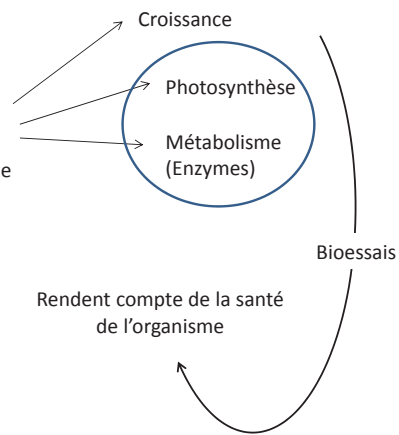 Croissance
Photosynthèse
Métabolisme
(Enzymes)
e
Bioessais
Rendent compte de la santé
de l’organisme